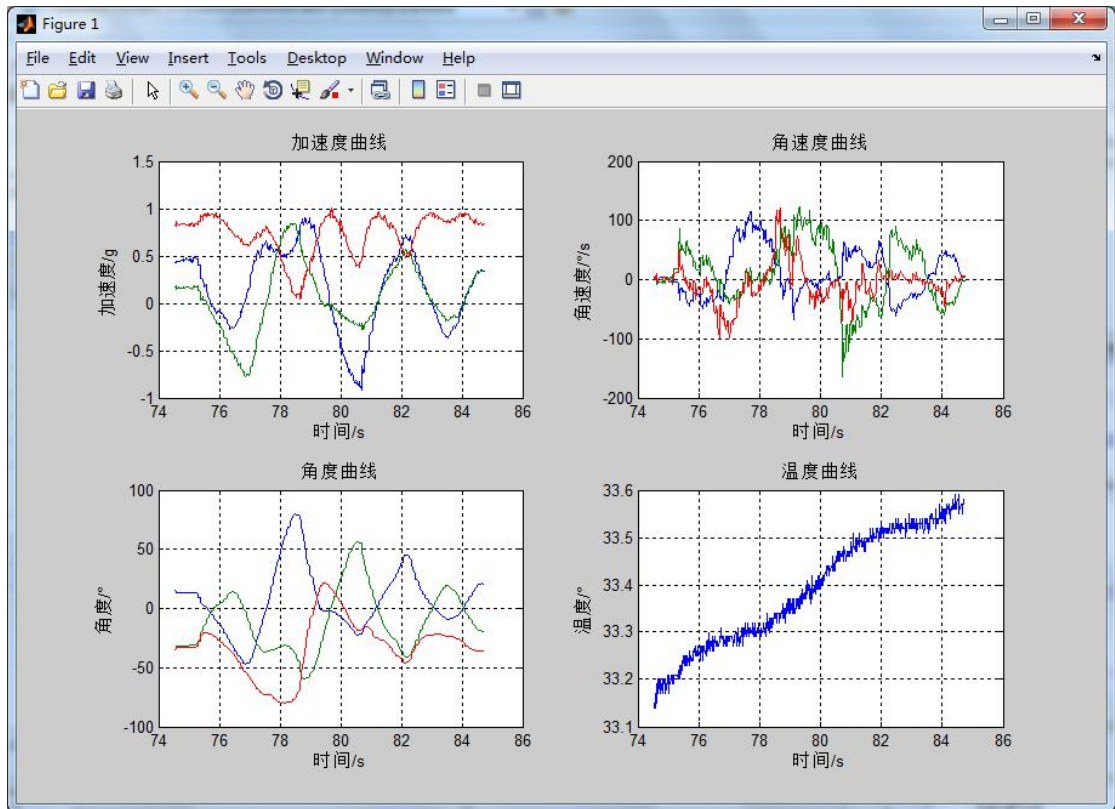 Figure 1
File Edit View Insert Tools Desktop Window Help
加速度曲线
1.5
1
0.5
0
-0.5
-1
加速度/g
74 76 78 80 82 84 86
时间/s
角速度曲线
200
100
0
-100
-200
角速度/°/s
74 76 78 80 82 84 86
时间/s
角度曲线
100
50
0
-50
-100
角度/°
74 76 78 80 82 84 86
时间/s
温度曲线
33.6
33.5
33.4
33.3
33.2
33.1
温度/°
74 76 78 80 82 84 86
时间/s